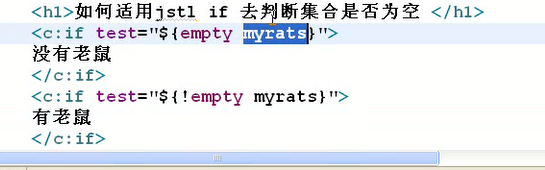 <h1>如何适用jstl if 去判断集合是否为空 </h1>
<c:if test="${empty myrats}">
没有老鼠
</c:if>
<c:if test="${!empty myrats}">
有老鼠
</c:if>